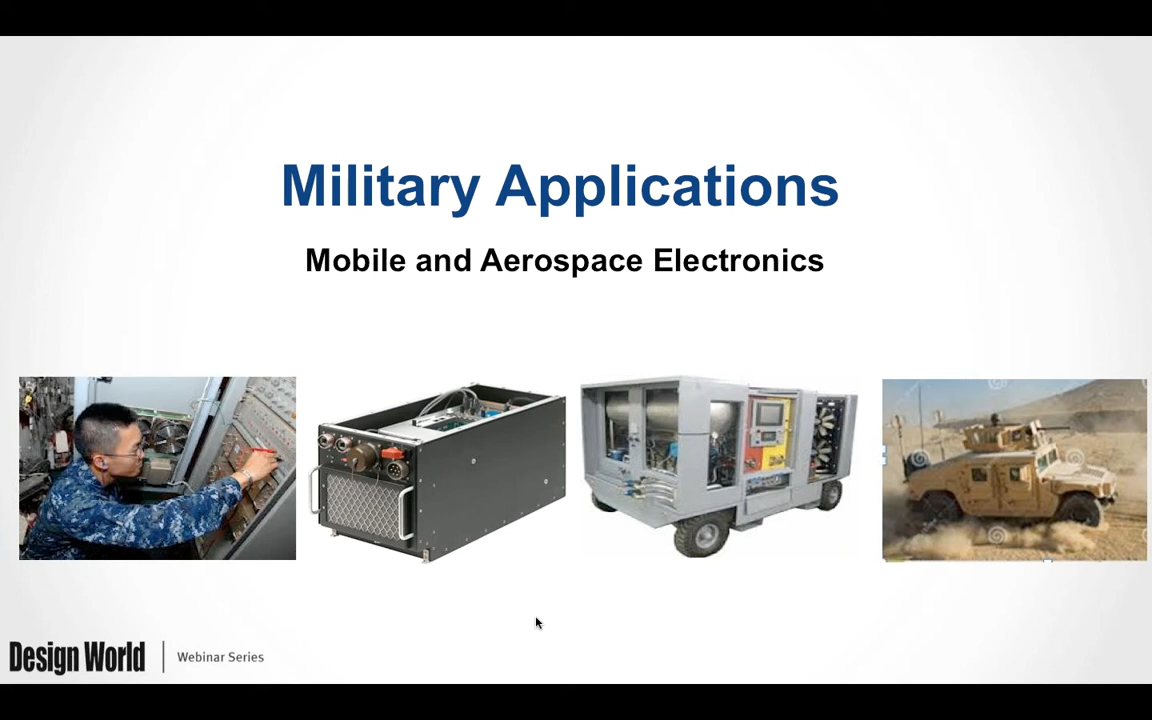 Military Applications
Mobile and Aerospace Electronics
Design World
Webinar Series